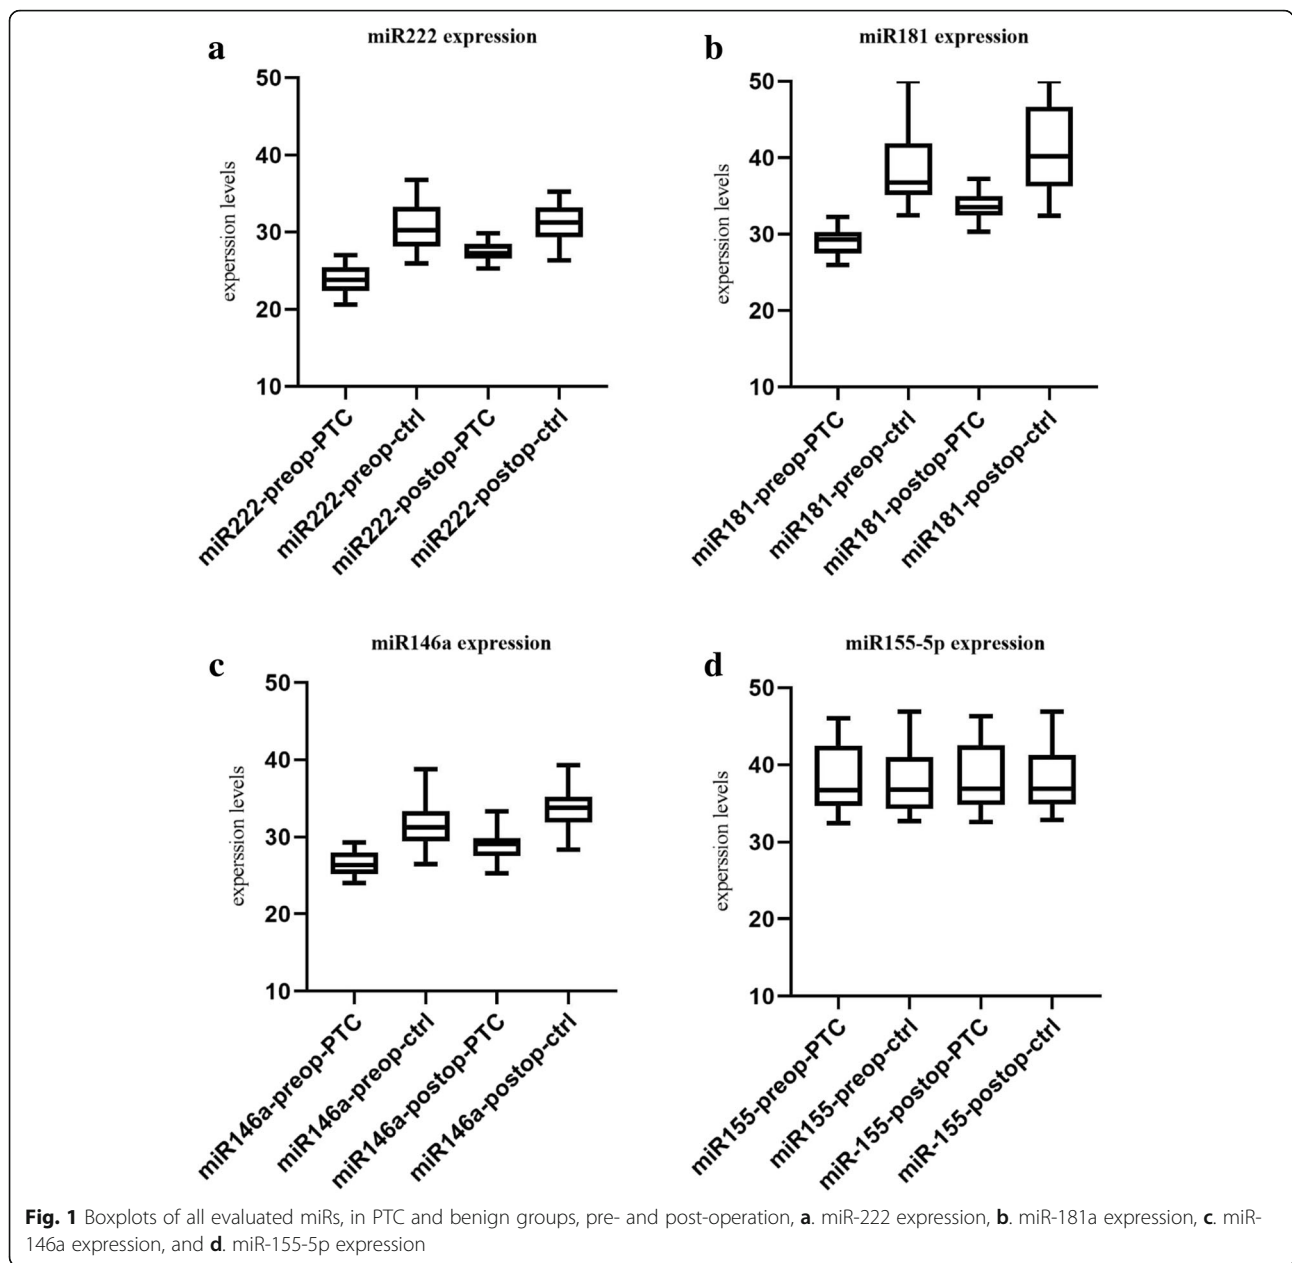 a
miR222 expression
50
40
30
20
10
experssion levels
miR222-preop-PTC
miR222-preop-ctrl
miR222-postop-PTC
miR222-postop-ctrl
b
miR181 expression
50
40
30
20
10
experssion levels
miR181-preop-PTC
miR181-preop-ctrl
miR181-postop-PTC
miR181-postop-ctrl
c
miR146a expression
50
40
30
20
10
experssion levels
miR146a-preop-PTC
miR146a-preop-ctrl
miR146a-postop-PTC
miR146a-postop-ctrl
d
miR155-5p expression
50
40
30
20
10
experssion levels
miR155-preop-PTC
miR155-preop-ctrl
miR-155-postop-PTC
miR-155-postop-ctrl
Fig. 1 Boxplots of all evaluated miRs, in PTC and benign groups, pre- and post-operation, a. miR-222 expression, b. miR-181a expression, c. miR-
146a expression, and d. miR-155-5p expression